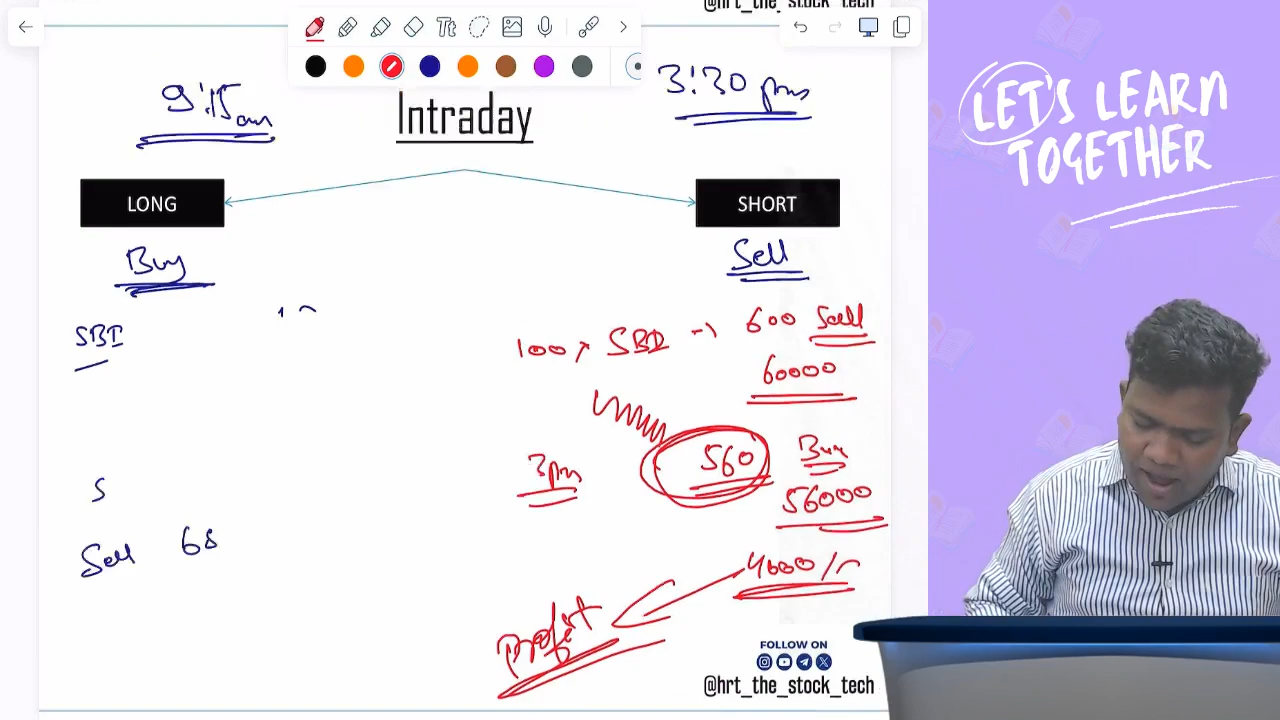 @hrt_the_stock_tech
Tt
9:15 am
Intraday
3:30 pm
LONG
SHORT
Buy
Sell
SBI
100 × SBI → 600 Sell
60000
3pm
560 Buy
56000
S
Sell 68
4000/-
Profit
FOLLOW ON
@hrt_the_stock_tech
LET'S LEARN
TOGETHER